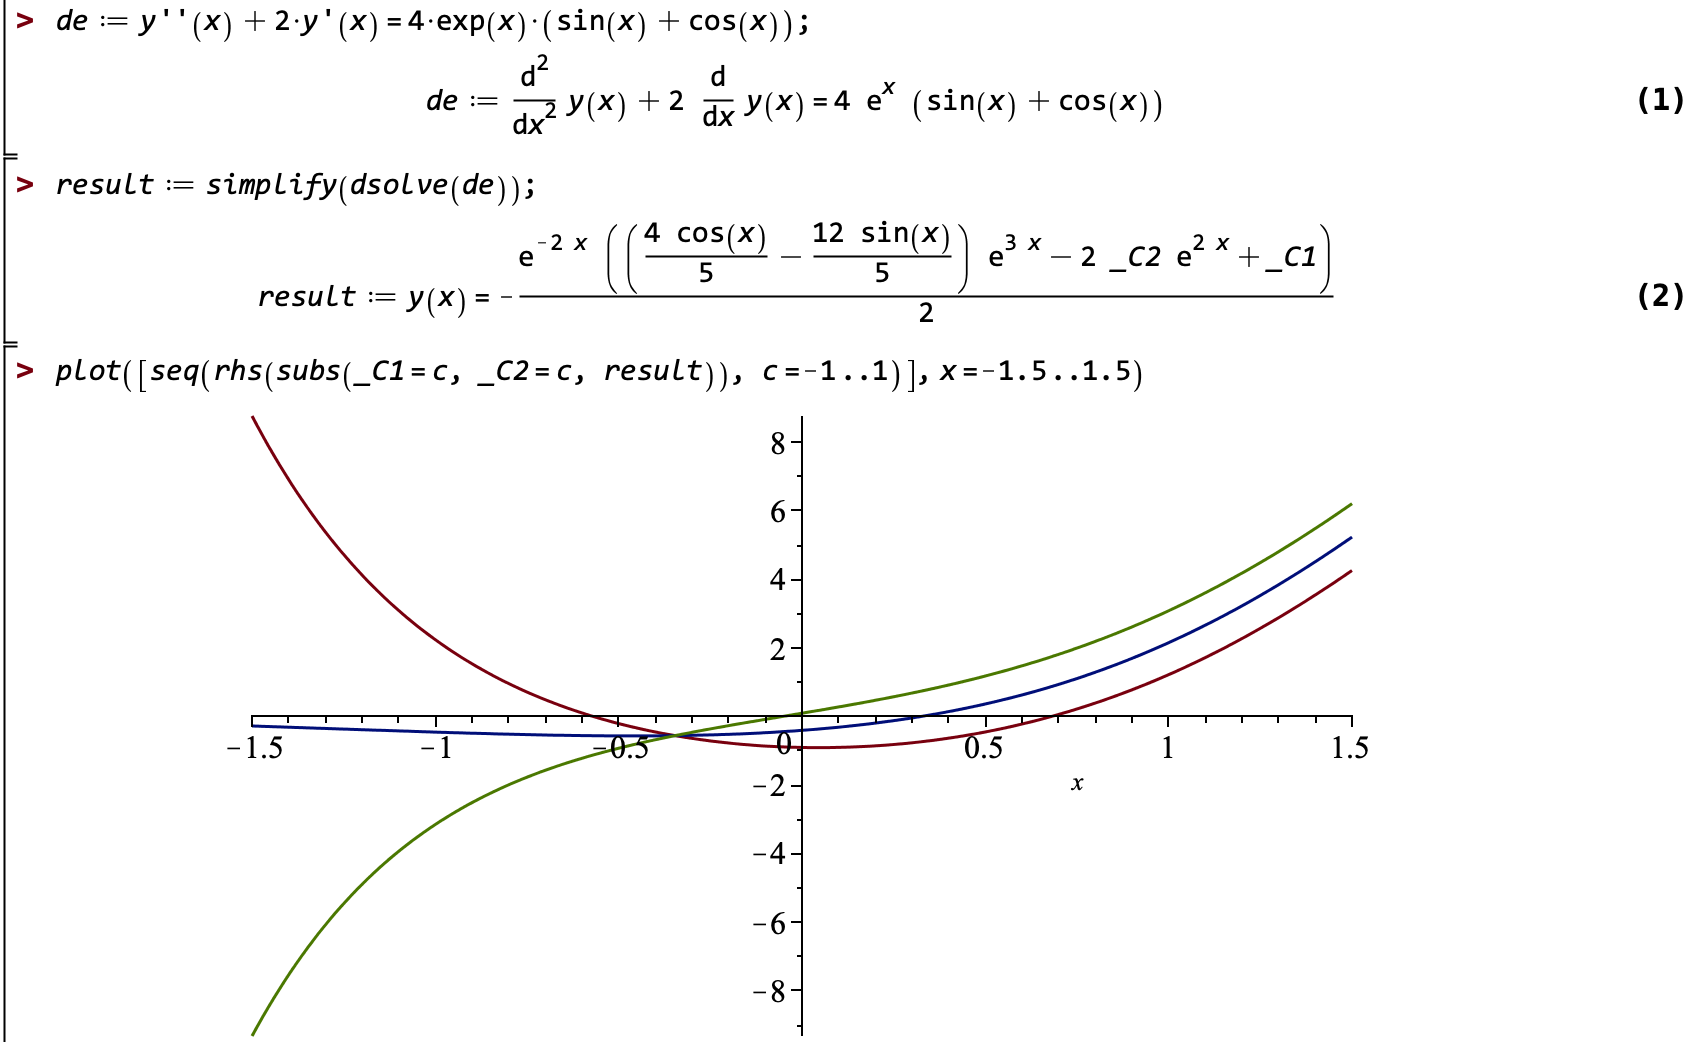 > de := y''(x) + 2·y'(x) = 4·exp(x)·(sin(x) + cos(x));
de := d²/dx² y(x) + 2 d/dx y(x) = 4 e^x (sin(x) + cos(x)) (1)
> result := simplify(dsolve(de));
result := y(x) = -(e^(-2 x) ((4 cos(x)/5 - 12 sin(x)/5) e^(3 x) - 2 _C2 e^(2 x) + _C1))/2 (2)
> plot([seq(rhs(subs(_C1=c, _C2=c, result)), c=-1..1)], x=-1.5..1.5)
8
6
4
2
-1.5 -1 -0.5 0 0.5 1 1.5
x
-2
-4
-6
-8